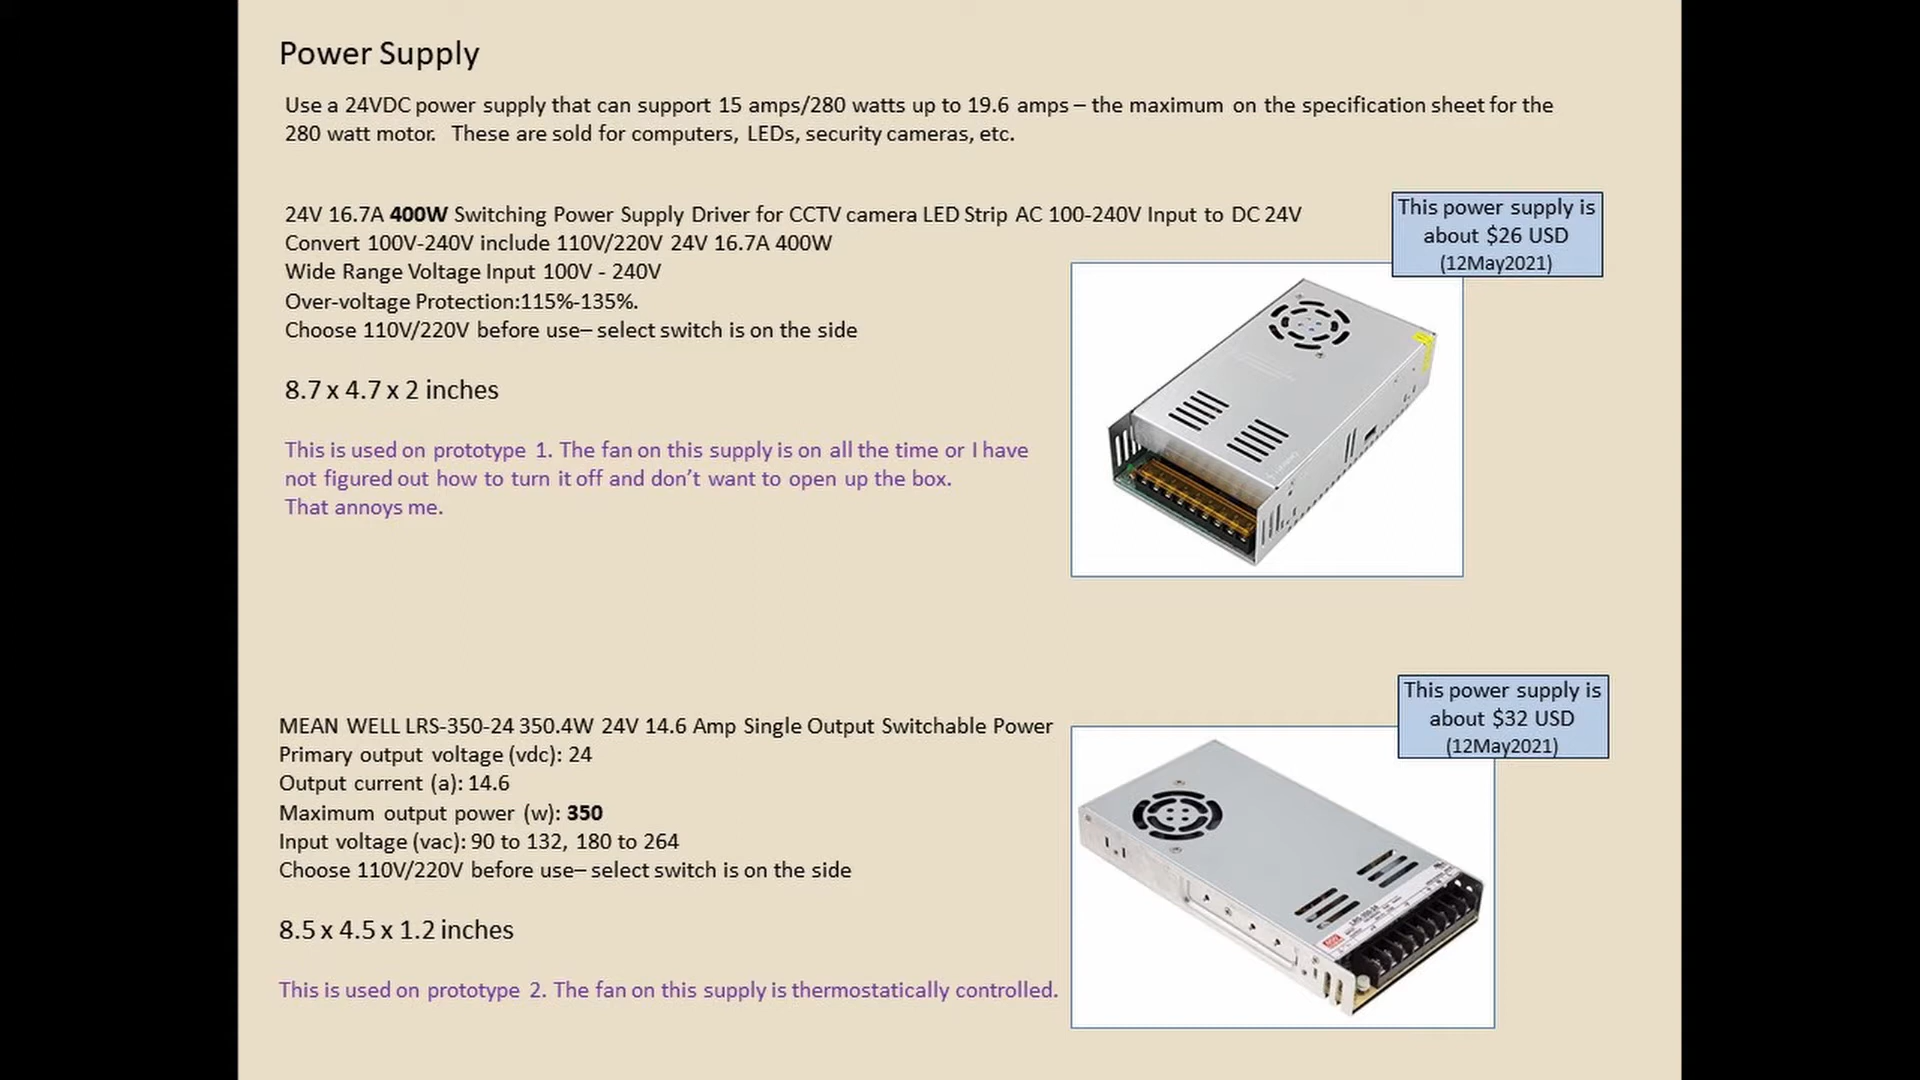 Power Supply
Use a 24VDC power supply that can support 15 amps/280 watts up to 19.6 amps – the maximum on the specification sheet for the
280 watt motor. These are sold for computers, LEDs, security cameras, etc.
This power supply is
about $26 USD
(12May2021)
24V 16.7A 400W Switching Power Supply Driver for CCTV camera LED Strip AC 100-240V Input to DC 24V
Convert 100V-240V include 110V/220V 24V 16.7A 400W
Wide Range Voltage Input 100V - 240V
Over-voltage Protection:115%-135%.
Choose 110V/220V before use– select switch is on the side
8.7 x 4.7 x 2 inches
This is used on prototype 1. The fan on this supply is on all the time or I have
not figured out how to turn it off and don’t want to open up the box.
That annoys me.
This power supply is
about $32 USD
(12May2021)
MEAN WELL LRS-350-24 350.4W 24V 14.6 Amp Single Output Switchable Power
Primary output voltage (vdc): 24
Output current (a): 14.6
Maximum output power (w): 350
Input voltage (vac): 90 to 132, 180 to 264
Choose 110V/220V before use– select switch is on the side
8.5 x 4.5 x 1.2 inches
This is used on prototype 2. The fan on this supply is thermostatically controlled.